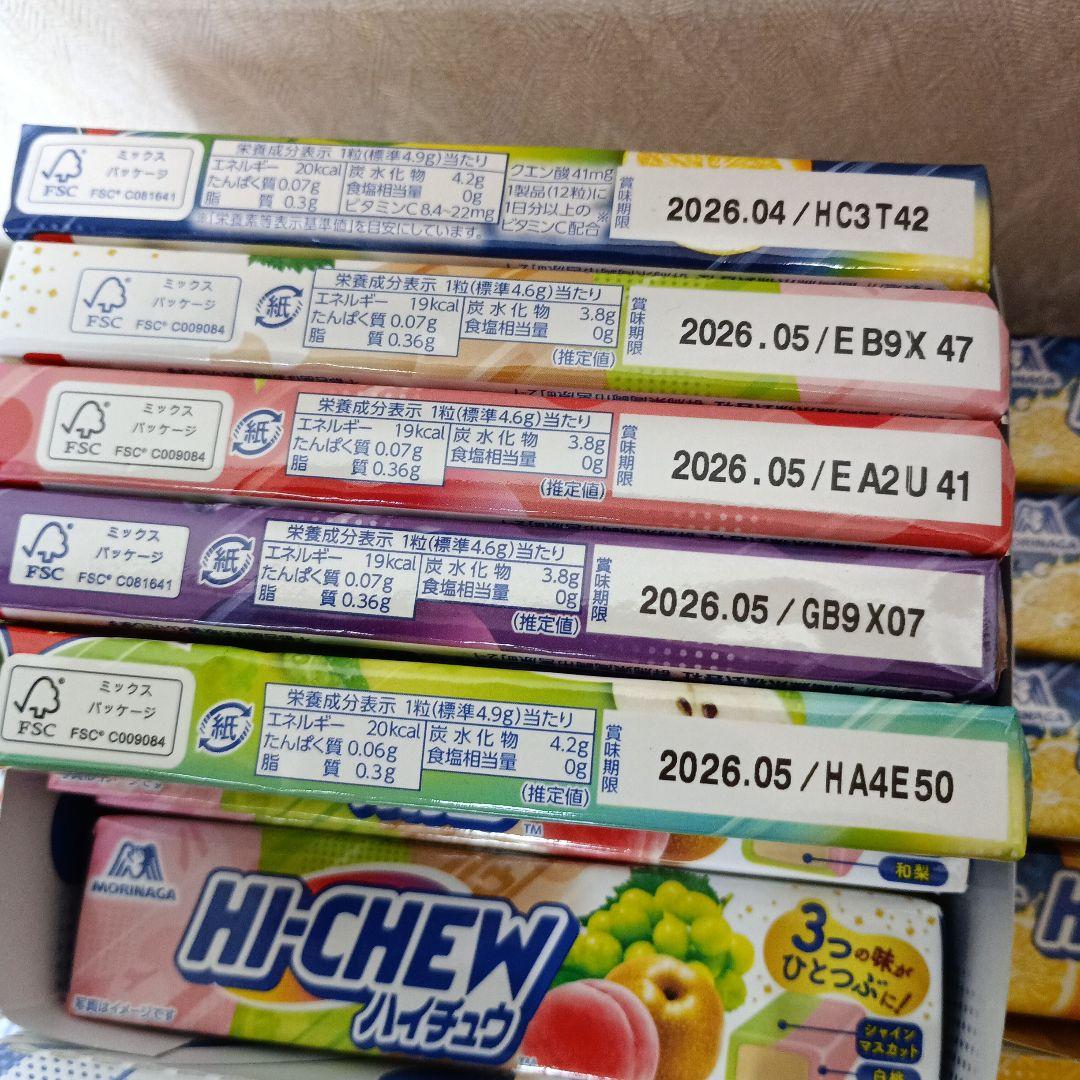 FSC
ミックス
パッケージ
FSC® C081641
栄養成分表示 1粒(標準4.9g)当たり
エネルギー 20kcal
たんぱく質 0.07g
脂 質 0.3g
炭水化物 4.2g
食塩相当量 0g
ビタミンC 8.4~22mg
クエン酸 41mg
1製品(12粒)に
1日分以上の※
ビタミンC配合
※「栄養素等表示基準値」を目安にしています。
賞味期限
2026.04/HC3T42
FSC
ミックス
パッケージ
FSC® C009084
紙
栄養成分表示 1粒(標準4.6g)当たり
エネルギー 19kcal
たんぱく質 0.07g
脂 質 0.36g
炭水化物 3.8g
食塩相当量 0g
(推定値)
賞味期限
2026.05/EB9X 47
FSC
ミックス
パッケージ
FSC® C009084
紙
栄養成分表示 1粒(標準4.6g)当たり
エネルギー 19kcal
たんぱく質 0.07g
脂 質 0.36g
炭水化物 3.8g
食塩相当量 0g
(推定値)
賞味期限
2026.05/EA2U 41
FSC
ミックス
パッケージ
FSC® C081641
紙
栄養成分表示 1粒(標準4.6g)当たり
エネルギー 19kcal
たんぱく質 0.07g
脂 質 0.36g
炭水化物 3.8g
食塩相当量 0g
(推定値)
賞味期限
2026.05/GB9X07
FSC
ミックス
パッケージ
FSC® C009084
紙
栄養成分表示 1粒(標準4.9g)当たり
エネルギー 20kcal
たんぱく質 0.06g
脂 質 0.3g
炭水化物 4.2g
食塩相当量 0g
(推定値)
賞味期限
2026.05/HA4E50
TM
和梨
MORINAGA
HI-CHEW
ハイチュウ
写真はイメージです
3つの味が
ひとつぶに!
シャイン
マスカット
白桃